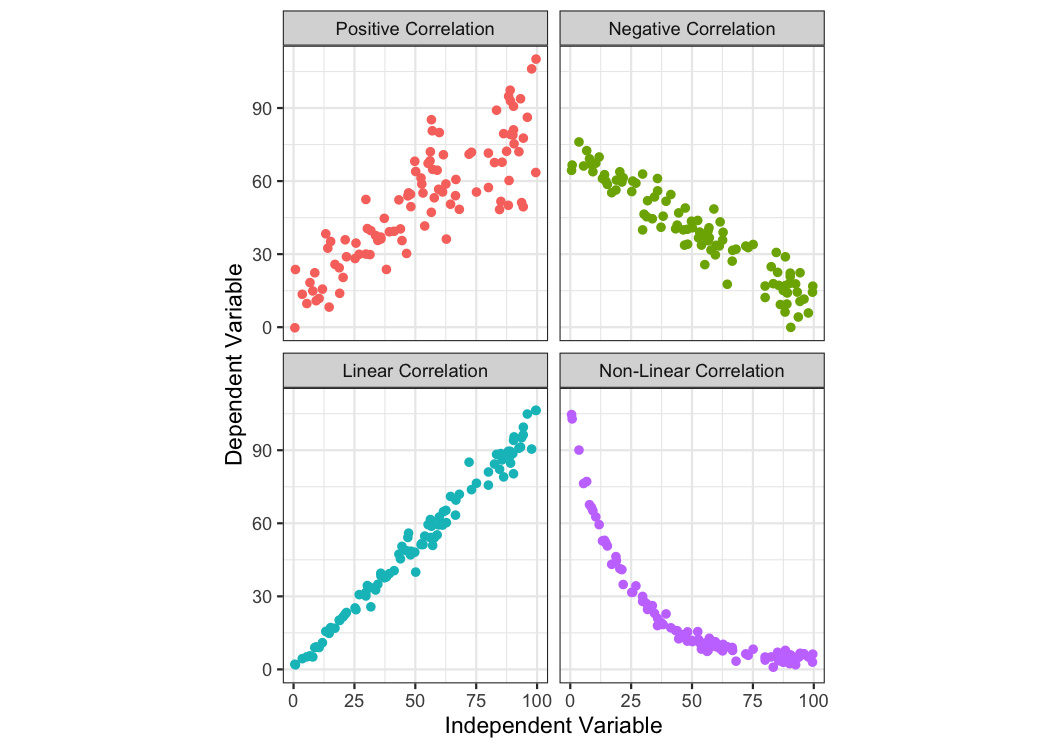 Positive Correlation
Negative Correlation
90
60
30
0
Linear Correlation
Non-Linear Correlation
90
60
30
0
0 25 50 75 100 0 25 50 75 100
Dependent Variable
Independent Variable